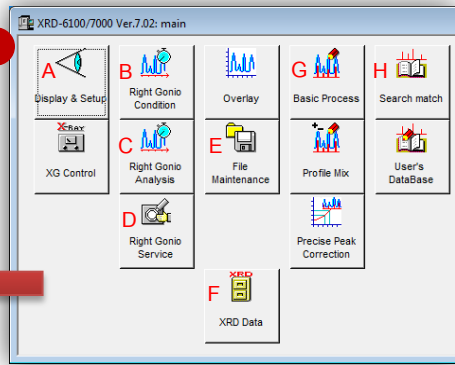 XRD-6100/7000 Ver.7.02: main
A
Display & Setup
B
Right Gonio
Condition
Overlay
G
Basic Process
H
Search match
X-RAY
XG Control
C
Right Gonio
Analysis
E
File
Maintenance
Profile Mix
User's
DataBase
D
Right Gonio
Service
Precise Peak
Correction
XRD
F
XRD Data